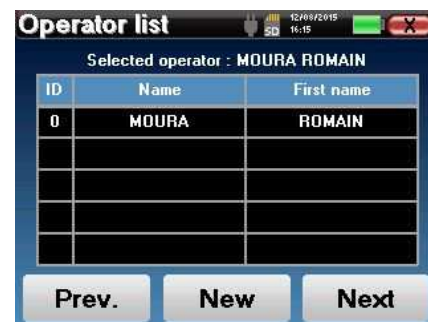 Operator list
SD
12/08/2015
16:15
X
Selected operator : MOURA ROMAIN
ID Name First name
0 MOURA ROMAIN
Prev. New Next